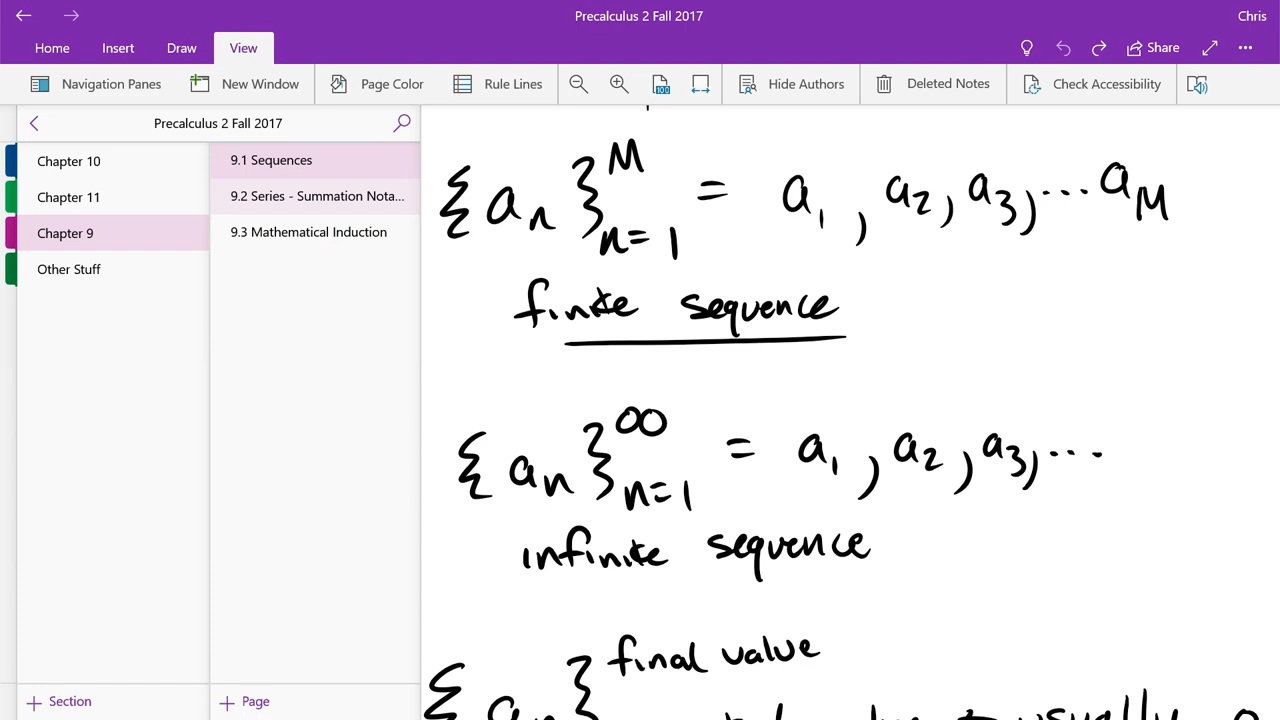 Precalculus 2 Fall 2017
Chris
Home Insert Draw View
Share
Navigation Panes New Window Page Color Rule Lines 100 Hide Authors Deleted Notes Check Accessibility
Precalculus 2 Fall 2017
Chapter 10
Chapter 11
Chapter 9
Other Stuff
9.1 Sequences
9.2 Series - Summation Nota...
9.3 Mathematical Induction
+ Section
+ Page
{a_n}_{n=1}^{M} = a_1, a_2, a_3, ... a_M
finite sequence
{a_n}_{n=1}^{∞} = a_1, a_2, a_3, ...
infinite sequence
{a_n}^{final value}
usually